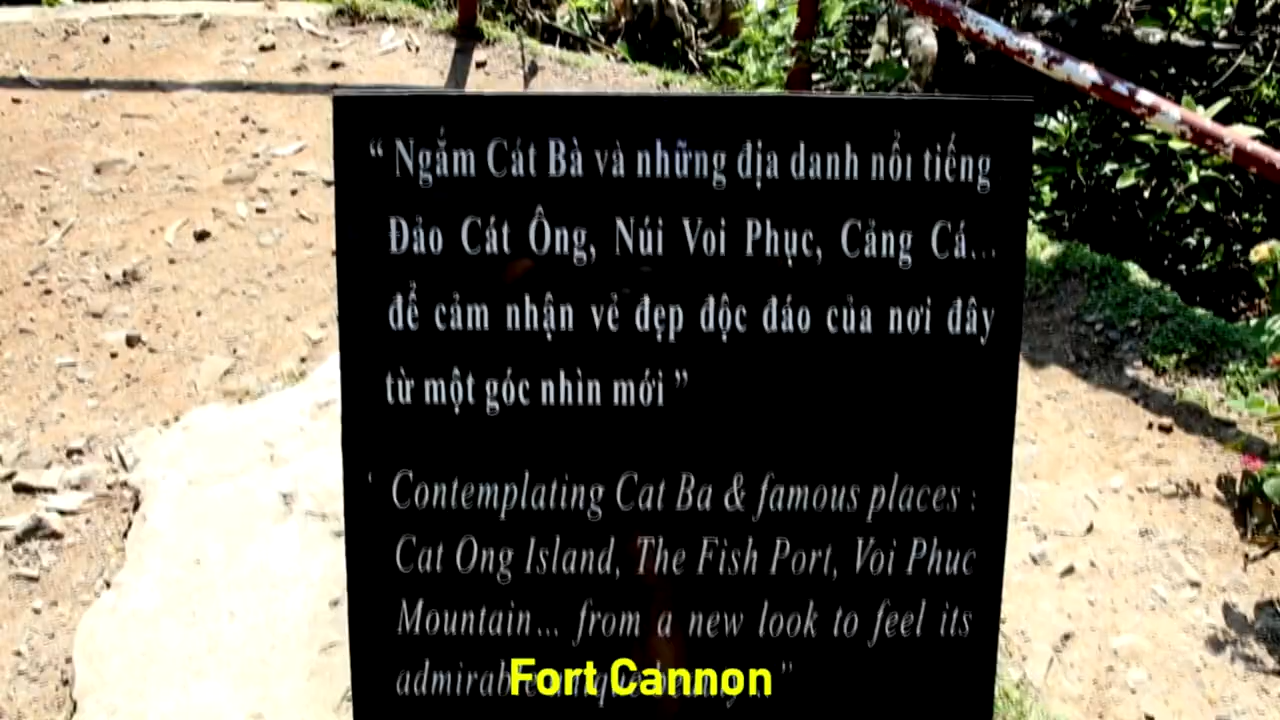 “ Ngắm Cát Bà và những địa danh nổi tiếng
Đảo Cát Ông, Núi Voi Phục, Cảng Cá...
để cảm nhận vẻ đẹp độc đáo của nơi đây
từ một góc nhìn mới ”
‘ Contemplating Cat Ba & famous places :
Cat Ong Island, The Fish Port, Voi Phuc
Mountain... from a new look to feel its
Fort Cannon